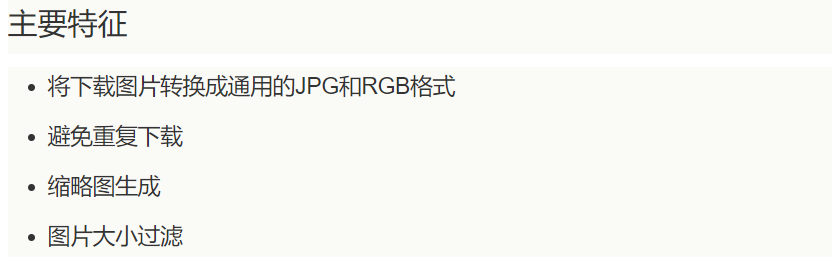 主要特征
将下载图片转换成通用的JPG和RGB格式
避免重复下载
缩略图生成
图片大小过滤